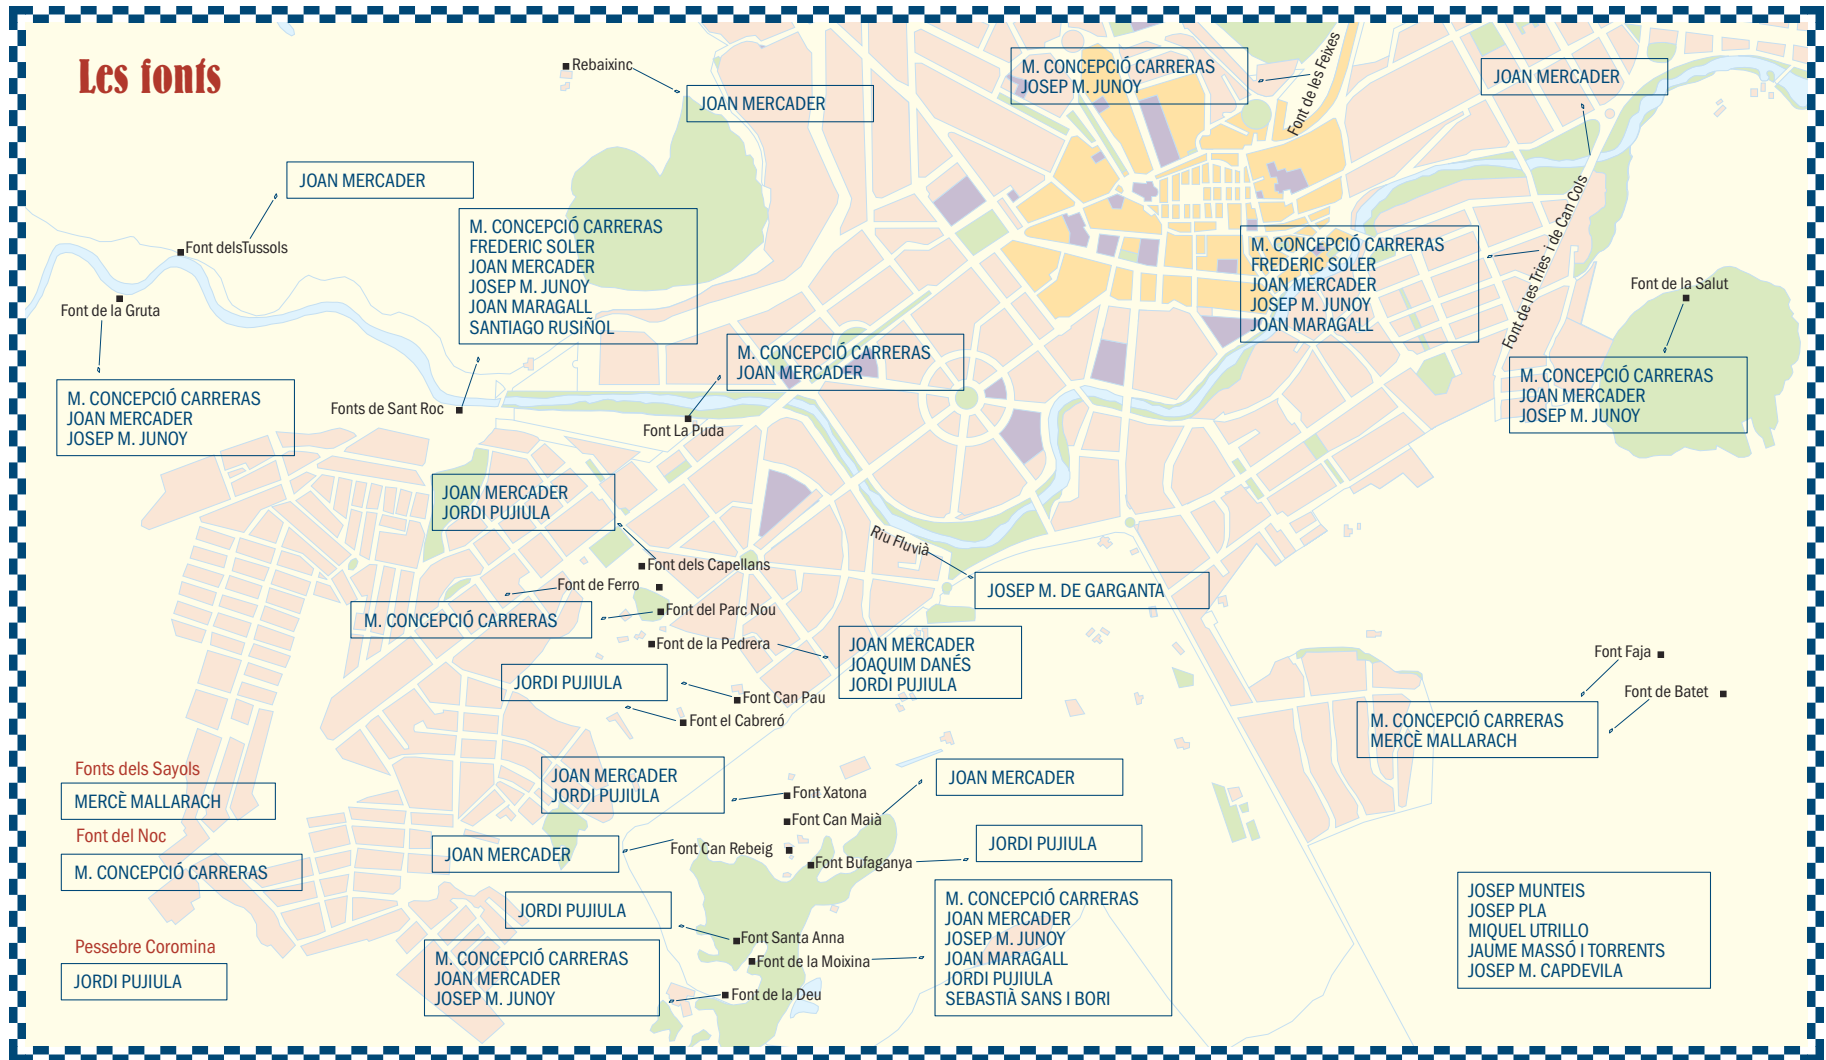 Les fonts
Rebaixinc
JOAN MERCADER
M. CONCEPCIÓ CARRERAS
JOSEP M. JUNOY
Font de les Feixes
JOAN MERCADER
JOAN MERCADER
Font delsTussols
Font de la Gruta
M. CONCEPCIÓ CARRERAS
JOAN MERCADER
JOSEP M. JUNOY
M. CONCEPCIÓ CARRERAS
FREDERIC SOLER
JOAN MERCADER
JOSEP M. JUNOY
JOAN MARAGALL
SANTIAGO RUSIÑOL
Fonts de Sant Roc
M. CONCEPCIÓ CARRERAS
JOAN MERCADER
Font La Puda
M. CONCEPCIÓ CARRERAS
FREDERIC SOLER
JOAN MERCADER
JOSEP M. JUNOY
JOAN MARAGALL
Font de les Tries i de Can Cols
Font de la Salut
M. CONCEPCIÓ CARRERAS
JOAN MERCADER
JOSEP M. JUNOY
JOAN MERCADER
JORDI PUJIULA
Font dels Capellans
Font de Ferro
M. CONCEPCIÓ CARRERAS
Font del Parc Nou
Font de la Pedrera
JOAN MERCADER
JOAQUIM DANÉS
JORDI PUJIULA
Riu Fluvià
JOSEP M. DE GARGANTA
JORDI PUJIULA
Font Can Pau
Font el Cabreró
Font Faja
Font de Batet
M. CONCEPCIÓ CARRERAS
MERCÈ MALLARACH
Fonts dels Sayols
MERCÈ MALLARACH
Font del Noc
M. CONCEPCIÓ CARRERAS
Pessebre Coromina
JORDI PUJIULA
JOAN MERCADER
JORDI PUJIULA
Font Xatona
Font Can Maià
JOAN MERCADER
JOAN MERCADER
Font Can Rebeig
Font Bufaganya
JORDI PUJIULA
JORDI PUJIULA
Font Santa Anna
Font de la Moixina
M. CONCEPCIÓ CARRERAS
JOAN MERCADER
JOSEP M. JUNOY
JOAN MARAGALL
JORDI PUJIULA
SEBASTIÀ SANS I BORI
M. CONCEPCIÓ CARRERAS
JOAN MERCADER
JOSEP M. JUNOY
Font de la Deu
JOSEP MUNTEIS
JOSEP PLA
MIQUEL UTRILLO
JAUME MASSÓ I TORRENTS
JOSEP M. CAPDEVILA